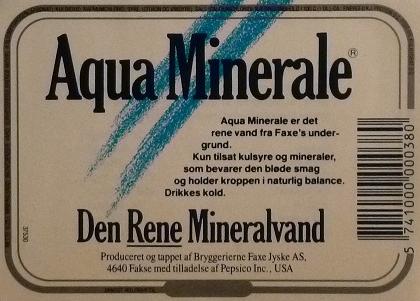 Aqua Minerale®
Aqua Minerale er det
rene vand fra Faxe's under-
grund.
Kun tilsat kulsyre og mineraler,
som bevarer den bløde smag
og holder kroppen i naturlig balance.
Drikkes kold.
Den Rene Mineralvand
Produceret og tappet af Bryggerierne Faxe Jyske AS,
4640 Fakse med tilladelse af Pepsico Inc., USA
37530
5 741000 000380